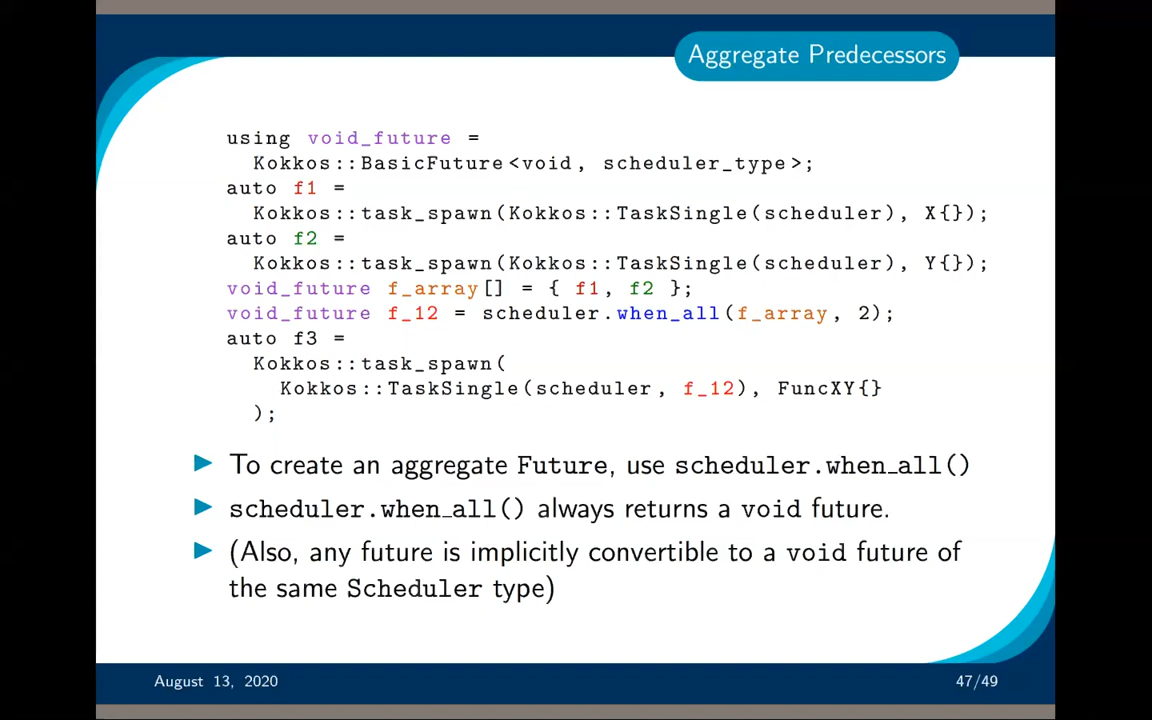 Aggregate Predecessors
using void_future =
Kokkos::BasicFuture<void, scheduler_type>;
auto f1 =
Kokkos::task_spawn(Kokkos::TaskSingle(scheduler), X{});
auto f2 =
Kokkos::task_spawn(Kokkos::TaskSingle(scheduler), Y{});
void_future f_array[] = { f1, f2 };
void_future f_12 = scheduler.when_all(f_array, 2);
auto f3 =
Kokkos::task_spawn(
Kokkos::TaskSingle(scheduler, f_12), FuncXY{}
);
▶ To create an aggregate Future, use scheduler.when_all()
▶ scheduler.when_all() always returns a void future.
▶ (Also, any future is implicitly convertible to a void future of
the same Scheduler type)
August 13, 2020
47/49